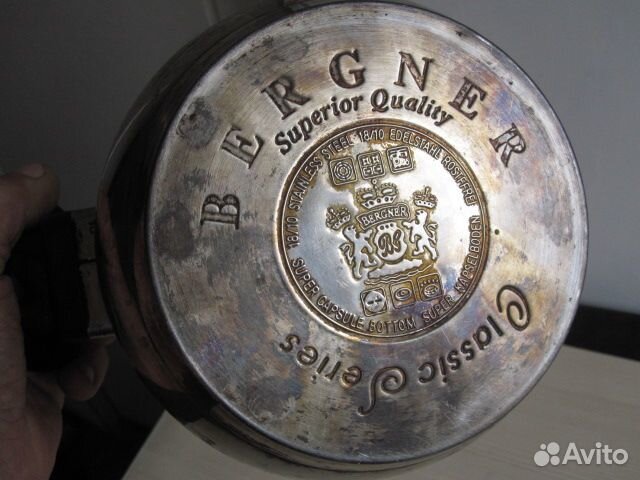 BERGNER
Superior Quality
18/10 STAINLESS STEEL 18/10 EDELSTAHL ROSTFREI
BERGNER
SUPER CAPSULE BOTTOM SUPER KAPSELBODEN
Classic Series
Avito